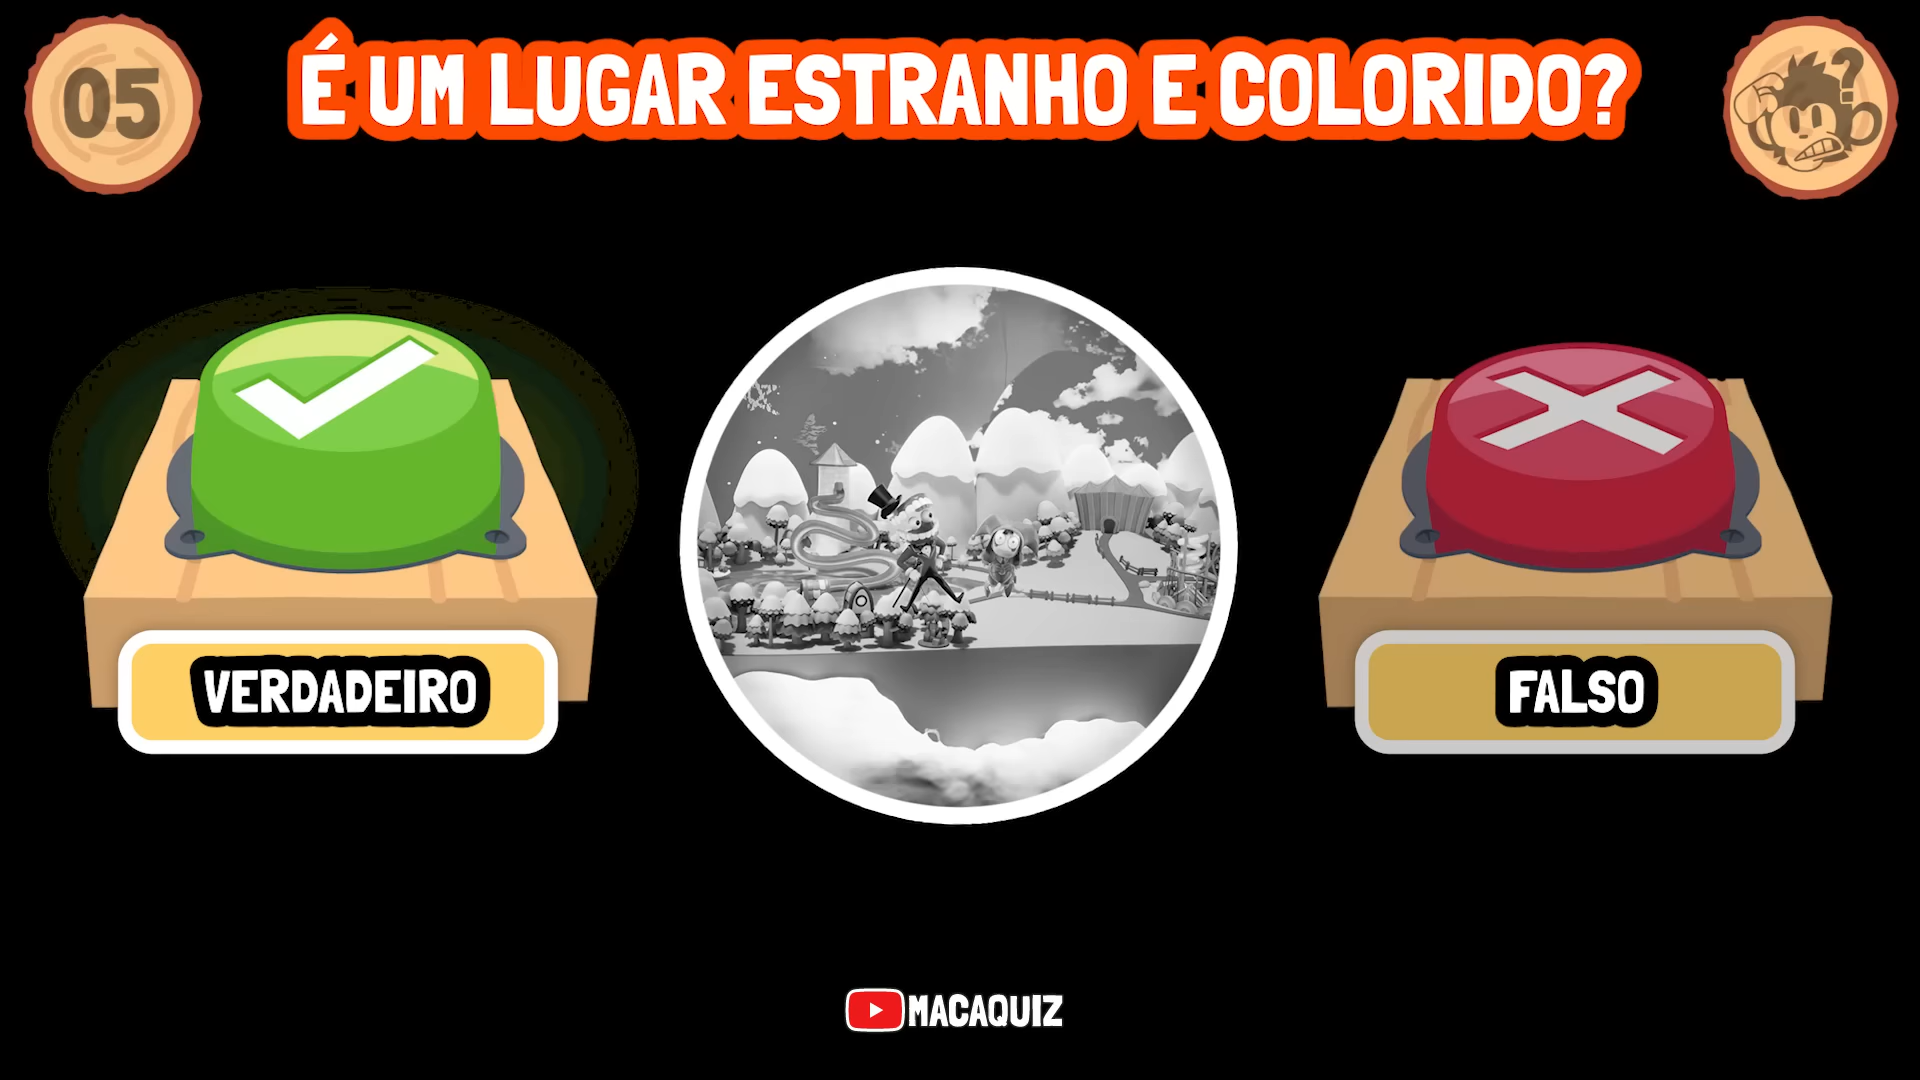 05
É UM LUGAR ESTRANHO E COLORIDO?
?
VERDADEIRO
FALSO
MACAQUIZ